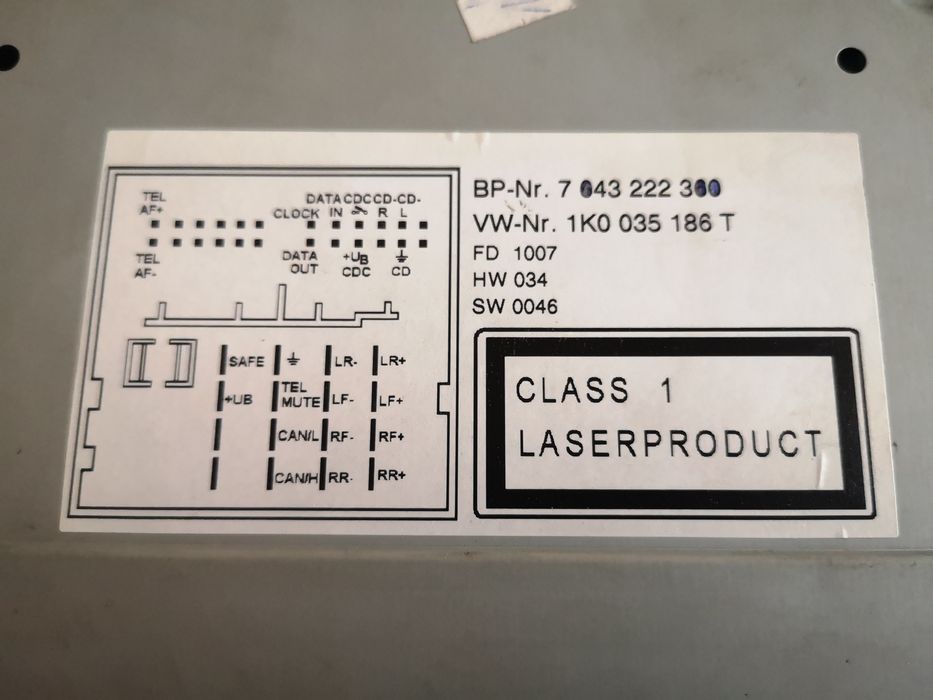 TEL
AF+
DATA CDC CD- CD-
CLOCK IN R L
TEL
AF-
DATA
OUT
+UB
CDC
CD
SAFE
LR-
LR+
+UB
TEL
MUTE
LF-
LF+
CAN/L
RF-
RF+
CAN/H
RR-
RR+
BP-Nr. 7 643 222 360
VW-Nr. 1K0 035 186 T
FD 1007
HW 034
SW 0046
CLASS 1
LASERPRODUCT